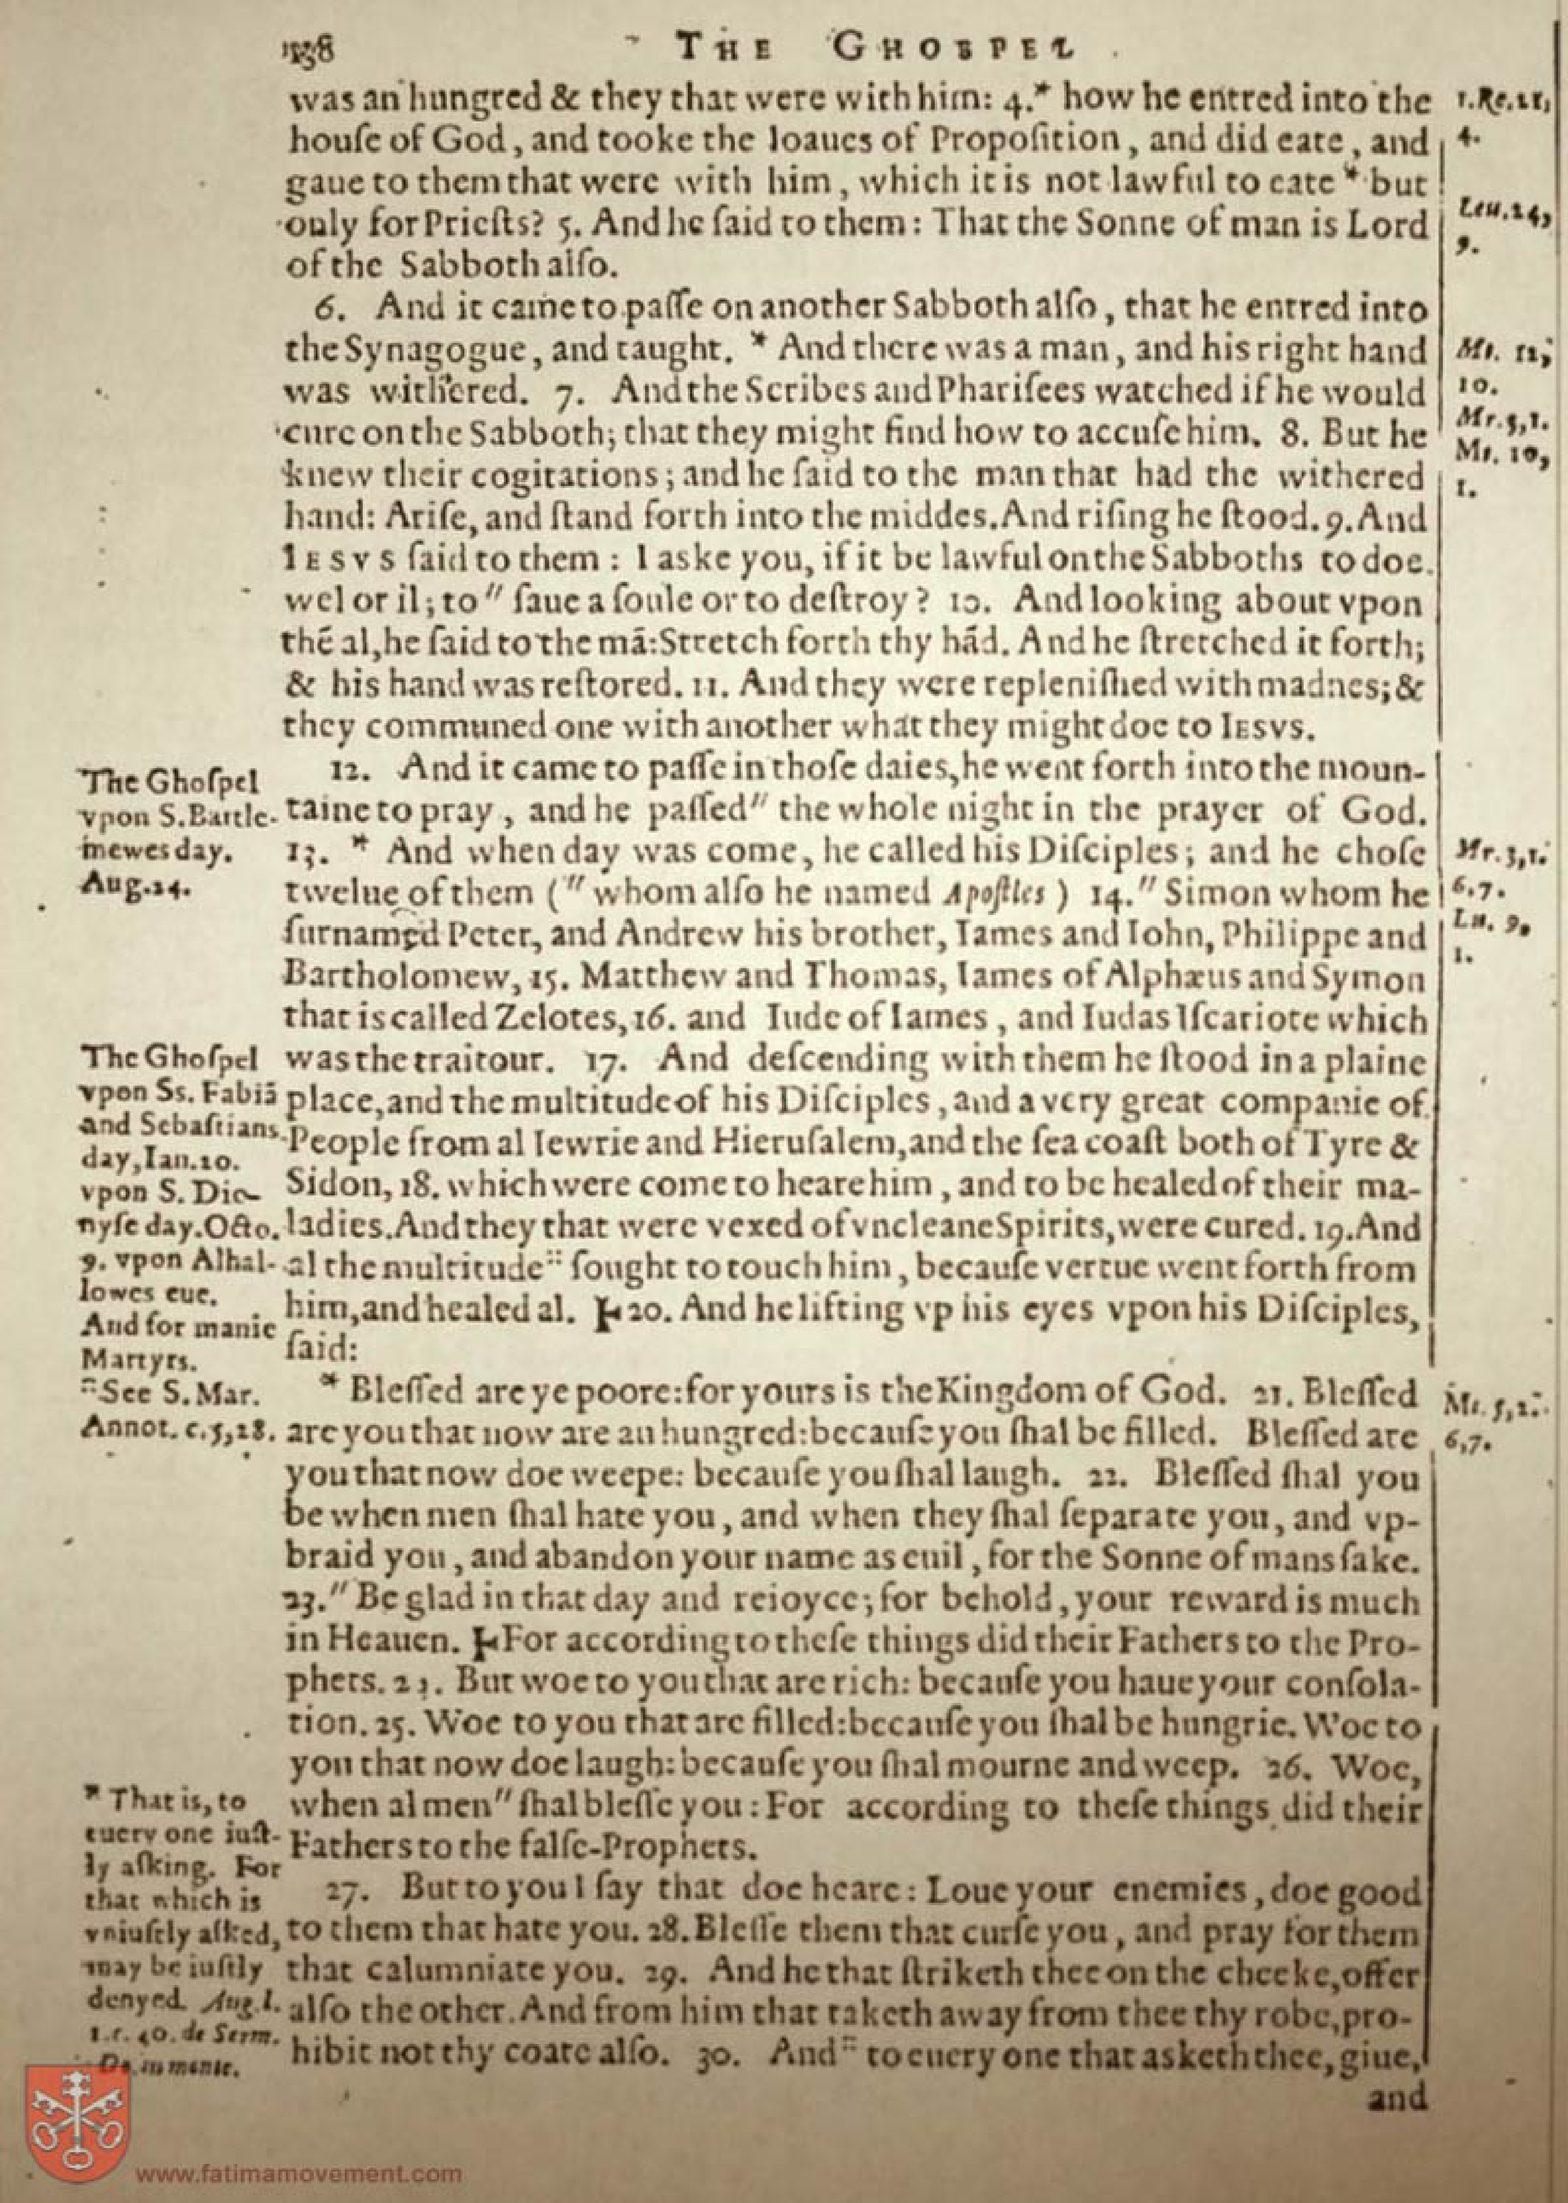 THE GHOSPEL
was an hungred & they that were with him: 4.* how he entred into the
houſe of God, and tooke the loaues of Propoſition, and did eate, and
gaue to them that were with him, which it is not lawful to eate * but
only for Prieſts? 5. And he ſaid to them: That the Sonne of man is Lord
of the Sabboth alſo.
6. And it came to paſſe on another Sabboth alſo, that he entred into
the Synagogue, and taught. * And there was a man, and his right hand
was withered. 7. And the Scribes and Phariſees watched if he would
cure on the Sabboth; that they might find how to accuſe him. 8. But he
knew their cogitations; and he ſaid to the man that had the withered
hand: Ariſe, and ſtand forth into the middes. And riſing he ſtood. 9. And
IESVS ſaid to them: I aske you, if it be lawful on the Sabboths to doe
wel or il; to " ſaue a ſoule or to deſtroy? 10. And looking about vpon
thē al, he ſaid to the mā: Stretch forth thy hād. And he ſtretched it forth;
& his hand was reſtored. 11. And they were repleniſhed with madnes; &
they communed one with another what they might doe to IESVS.
12. And it came to paſſe in thoſe daies, he went forth into the moun-
taine to pray, and he paſſed " the whole night in the prayer of God.
13. * And when day was come, he called his Diſciples; and he choſe
twelue of them (" whom alſo he named Apoſtles) 14. " Simon whom he
ſurnamed Peter, and Andrew his brother, Iames and Iohn, Philippe and
Bartholomew, 15. Matthew and Thomas, Iames of Alphæus and Symon
that is called Zelotes, 16. and Iude of Iames, and Iudas Iſcariote which
was the traitour. 17. And deſcending with them he ſtood in a plaine
place, and the multitude of his Diſciples, and a very great companie of
People from al Iewrie and Hieruſalem, and the ſea coaſt both of Tyre &
Sidon, 18. which were come to heare him, and to be healed of their ma-
ladies. And they that were vexed of vncleane Spirits, were cured. 19. And
al the multitude :: ſought to touch him, becauſe vertue went forth from
him, and healed al. 20. And he lifting vp his eyes vpon his Diſciples,
ſaid:
* Bleſſed are ye poore: for yours is the Kingdom of God. 21. Bleſſed
are you that now are an hungred: becauſe you ſhal be filled. Bleſſed are
you that now doe weepe: becauſe you ſhal laugh. 22. Bleſſed ſhal you
be when men ſhal hate you, and when they ſhal ſeparate you, and vp-
braid you, and abandon your name as euil, for the Sonne of mans ſake.
23. " Be glad in that day and reioyce; for behold, your reward is much
in Heauen. For according to theſe things did their Fathers to the Pro-
phets. But woe to you that are rich: becauſe you haue your conſola-
tion. 25. Woe to you that are filled: becauſe you ſhal be hungrie. Woe to
you that now doe laugh: becauſe you ſhal mourne and weep. 26. Woe,
when al men " ſhal bleſſe you: For according to theſe things did their
Fathers to the falſe-Prophets.
27. But to you I ſay that doe heare: Loue your enemies, doe good
to them that hate you. 28. Bleſſe them that curſe you, and pray for them
that calumniate you. 29. And he that ſtriketh thee on the cheeke, offer
alſo the other. And from him that taketh away from thee thy robe, pro-
hibit not thy coate alſo. 30. And :: to euery one that asketh thee, giue,
and
The Ghoſpel
vpon S. Bartle-
mewes day.
Aug. 24.
The Ghoſpel
vpon Ss. Fabiā
and Sebaſtians
day, Ian. 20.
vpon S. Dio-
nyſe day. Octo.
9. vpon Alhal-
lowes eue.
And for manie
Martyrs.
:: See S. Mar.
Annot. c. 5, 28.
* That is, to
euery one iuſt-
ly aſking. For
that which is
vniuſtly aſked,
may be iuſtly
denyed. Aug. l.
1. c. 40. de Serm.
Do. in monte.
1. Re. 21,
4.
Leu. 24,
9.
Mt. 12,
10.
Mr. 3, 1.
Mt. 10,
1.
Mr. 3, 1.
6, 7.
Lu. 9,
1.
Mt. 5, 2.
6, 7.
www.fatimamovement.com